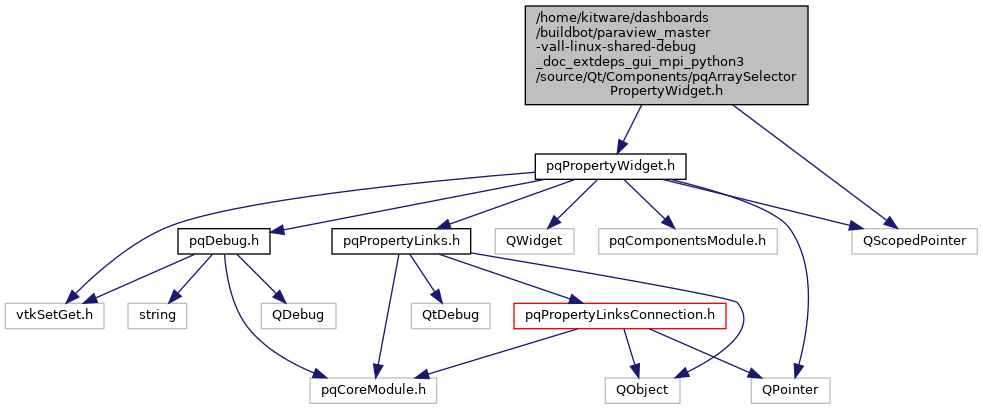 /home/kitware/dashboards
/buildbot/paraview_master
-vall-linux-shared-debug
_doc_extdeps_gui_mpi_python3
/source/Qt/Components/pqArraySelector
PropertyWidget.h
pqPropertyWidget.h
pqDebug.h
pqPropertyLinks.h
QWidget
pqComponentsModule.h
QScopedPointer
vtkSetGet.h
string
QDebug
QtDebug
pqPropertyLinksConnection.h
pqCoreModule.h
QObject
QPointer